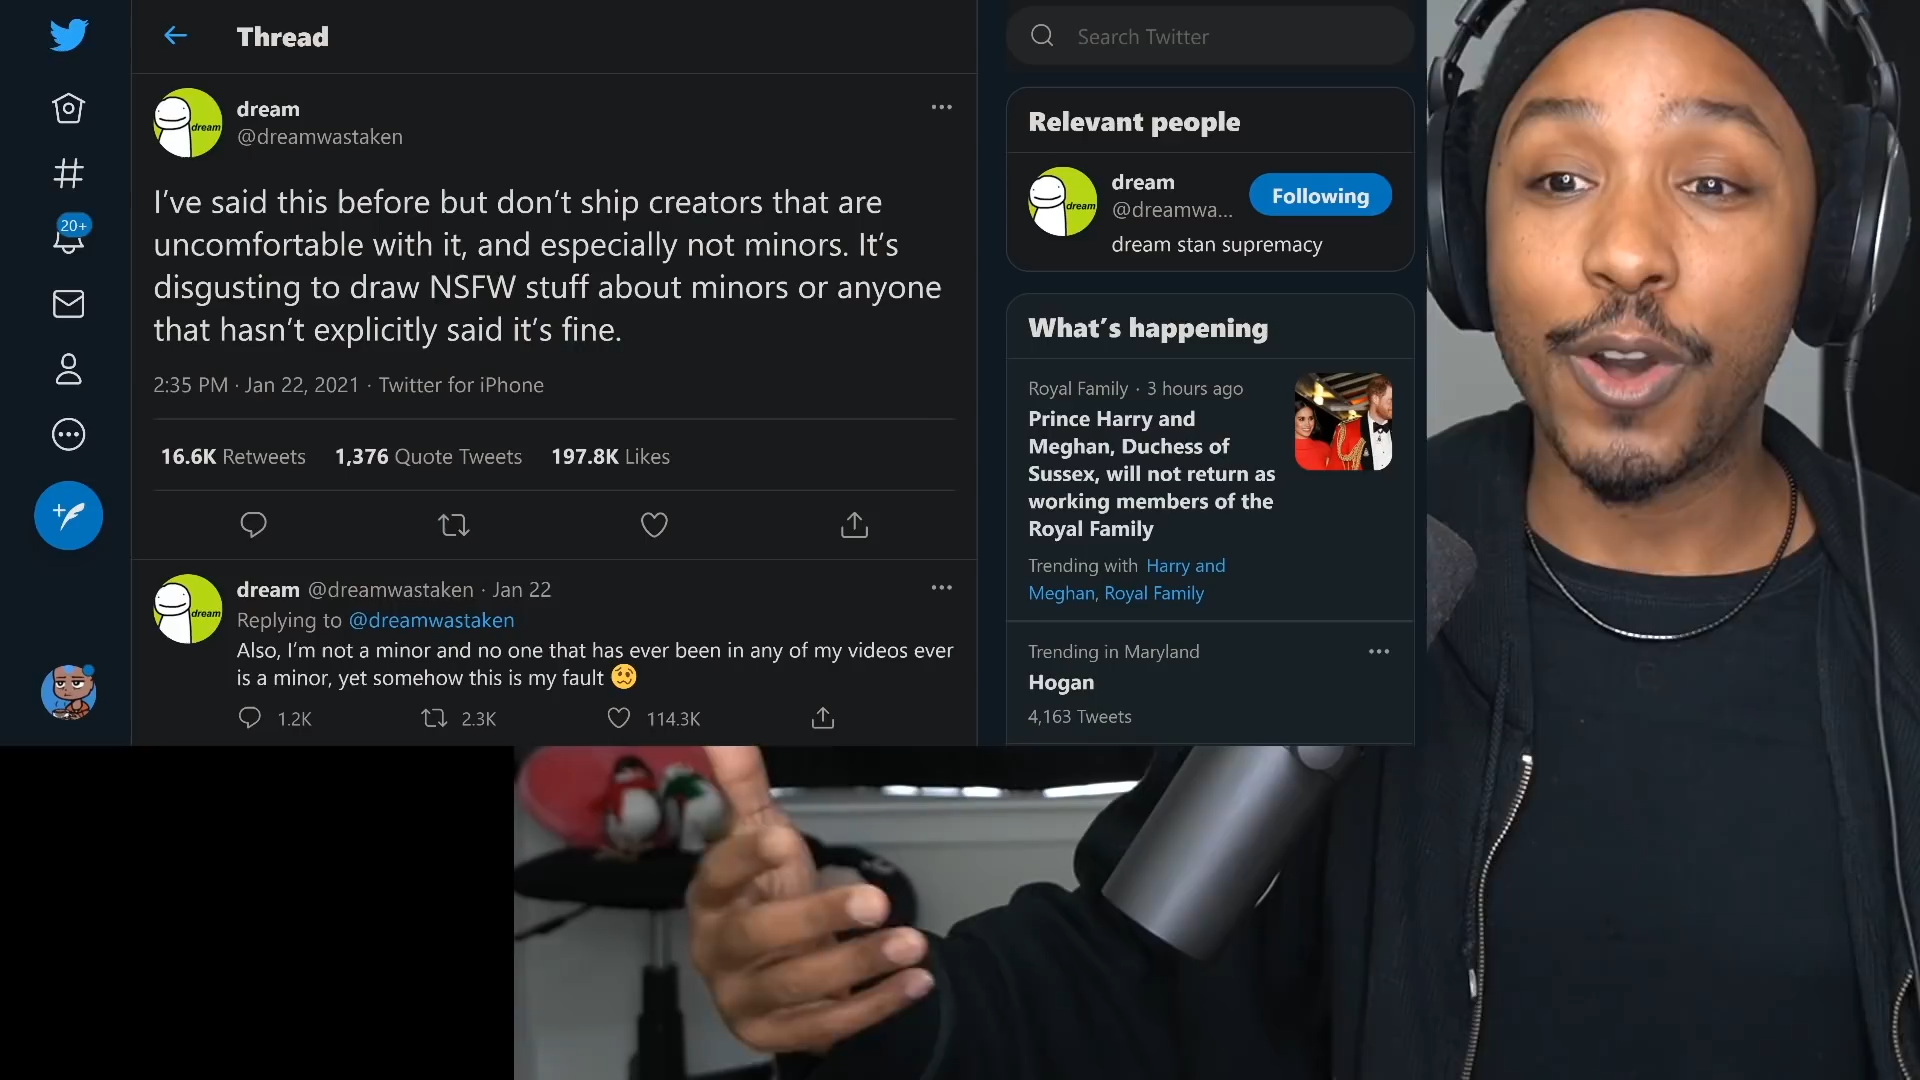 Thread
dream
@dreamwastaken
I've said this before but don't ship creators that are
uncomfortable with it, and especially not minors. It's
disgusting to draw NSFW stuff about minors or anyone
that hasn't explicitly said it's fine.
2:35 PM · Jan 22, 2021 · Twitter for iPhone
16.6K Retweets 1,376 Quote Tweets 197.8K Likes
dream @dreamwastaken · Jan 22
Replying to @dreamwastaken
Also, I'm not a minor and no one that has ever been in any of my videos ever
is a minor, yet somehow this is my fault 🥴
1.2K 2.3K 114.3K
20+
dream
dream
Search Twitter
Relevant people
dream
@dreamwa...
Following
dream stan supremacy
dream
What's happening
Royal Family · 3 hours ago
Prince Harry and
Meghan, Duchess of
Sussex, will not return as
working members of the
Royal Family
Trending with Harry and
Meghan, Royal Family
Trending in Maryland
Hogan
4,163 Tweets